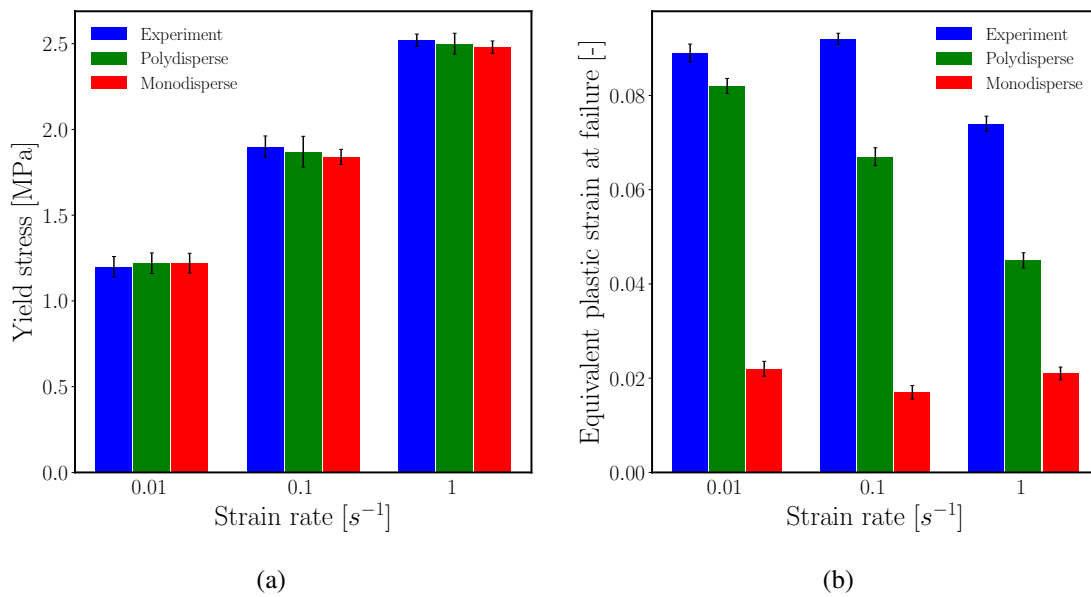 Yield stress [MPa]
2.5
2.0
1.5
1.0
0.5
0.0
Experiment
Polydisperse
Monodisperse
0.01 0.1 1
Strain rate [s⁻¹]
(a)
Equivalent plastic strain at failure [-]
0.08
0.06
0.04
0.02
0.00
Experiment
Polydisperse
Monodisperse
0.01 0.1 1
Strain rate [s⁻¹]
(b)